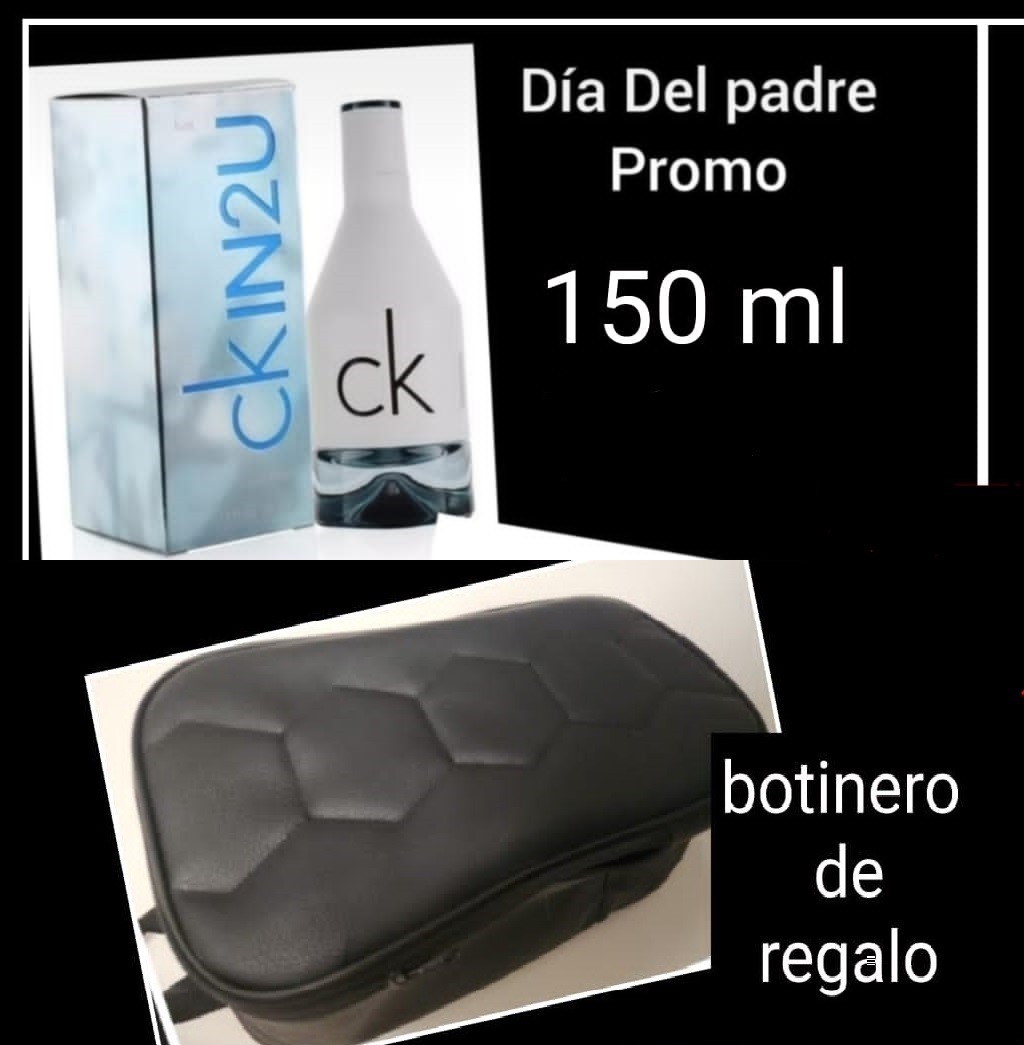 ckIN2U
ck
Día Del padre
Promo
150 ml
botinero
de
regalo